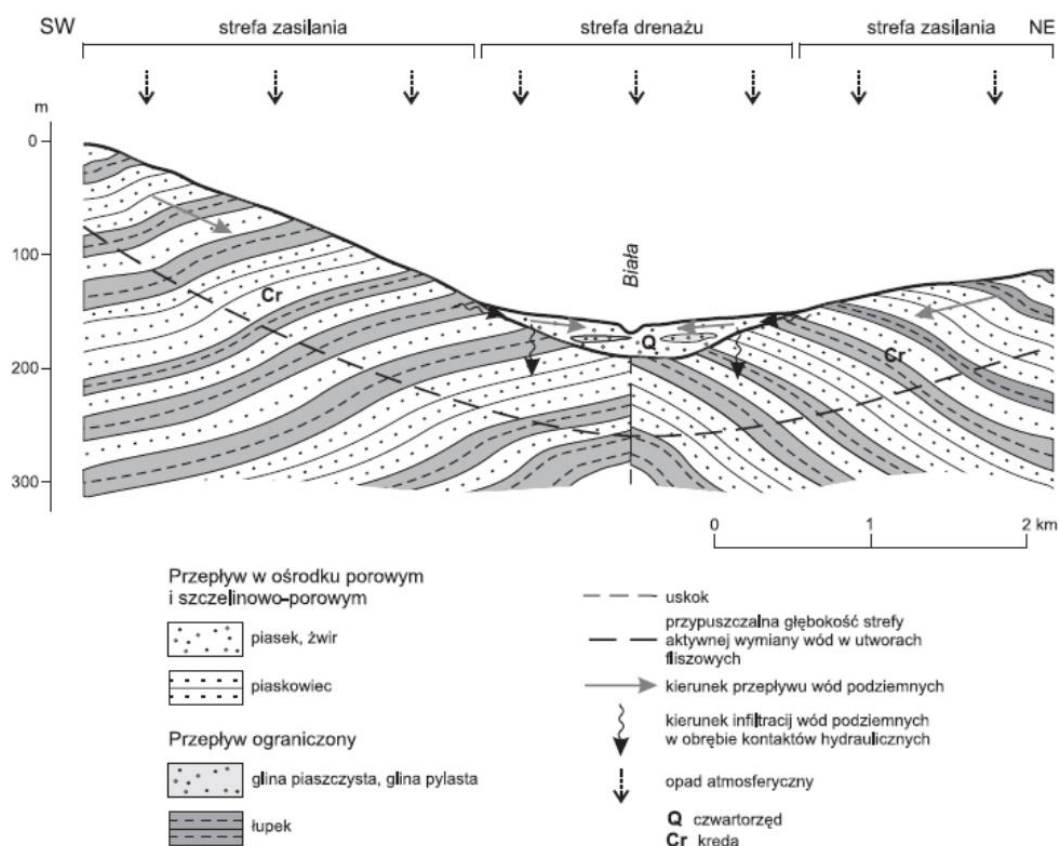 SW
strefa zasilania
strefa drenażu
strefa zasilania
NE
m
0
100
200
300
Biała
Cr
Q
Cr
0
1
2 km
Przepływ w ośrodku porowym
i szczelinowo-porowym
piasek, żwir
piaskowiec
Przepływ ograniczony
glina piaszczysta, glina pylasta
łupek
uskok
przypuszczalna głębokość strefy
aktywnej wymiany wód w utworach
fliszowych
kierunek przepływu wód podziemnych
kierunek infiltracij wód podziemnych
w obrębie kontaktów hydraulicznych
opad atmosferyczny
Q czwartorzęd
Cr kreda